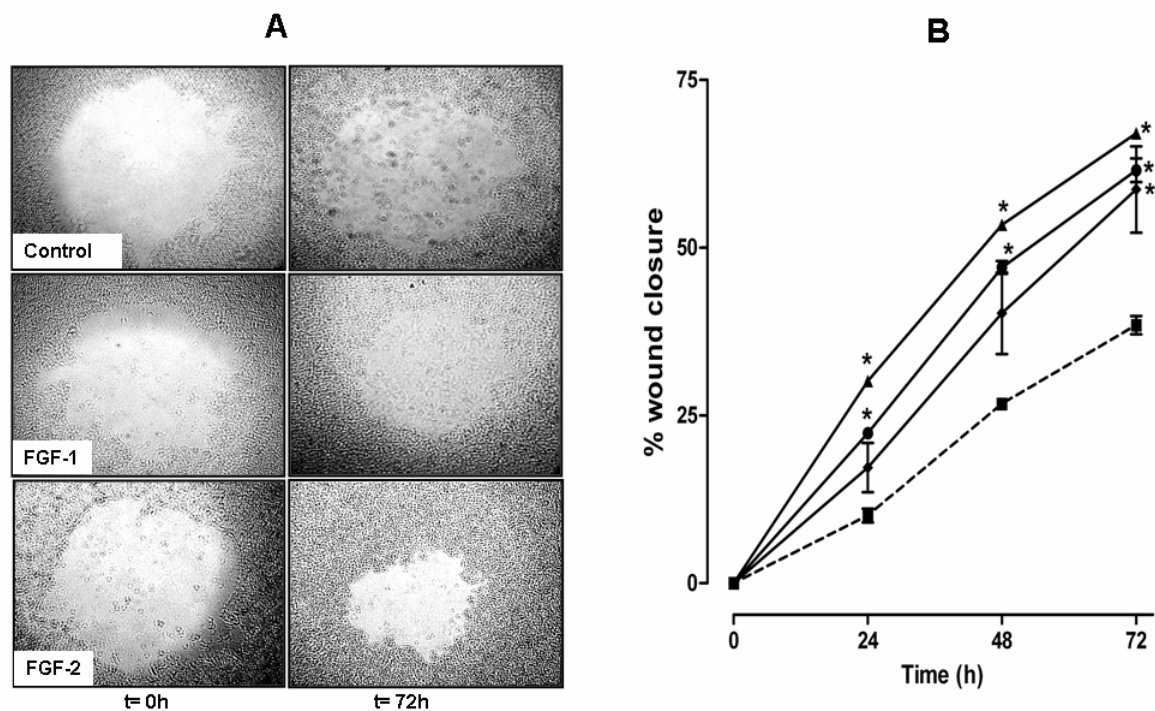 A
Control
FGF-1
FGF-2
t= 0h
t= 72h
B
% wound closure
75
50
25
0
*
*
*
*
*
*
*
0
24
48
72
Time (h)